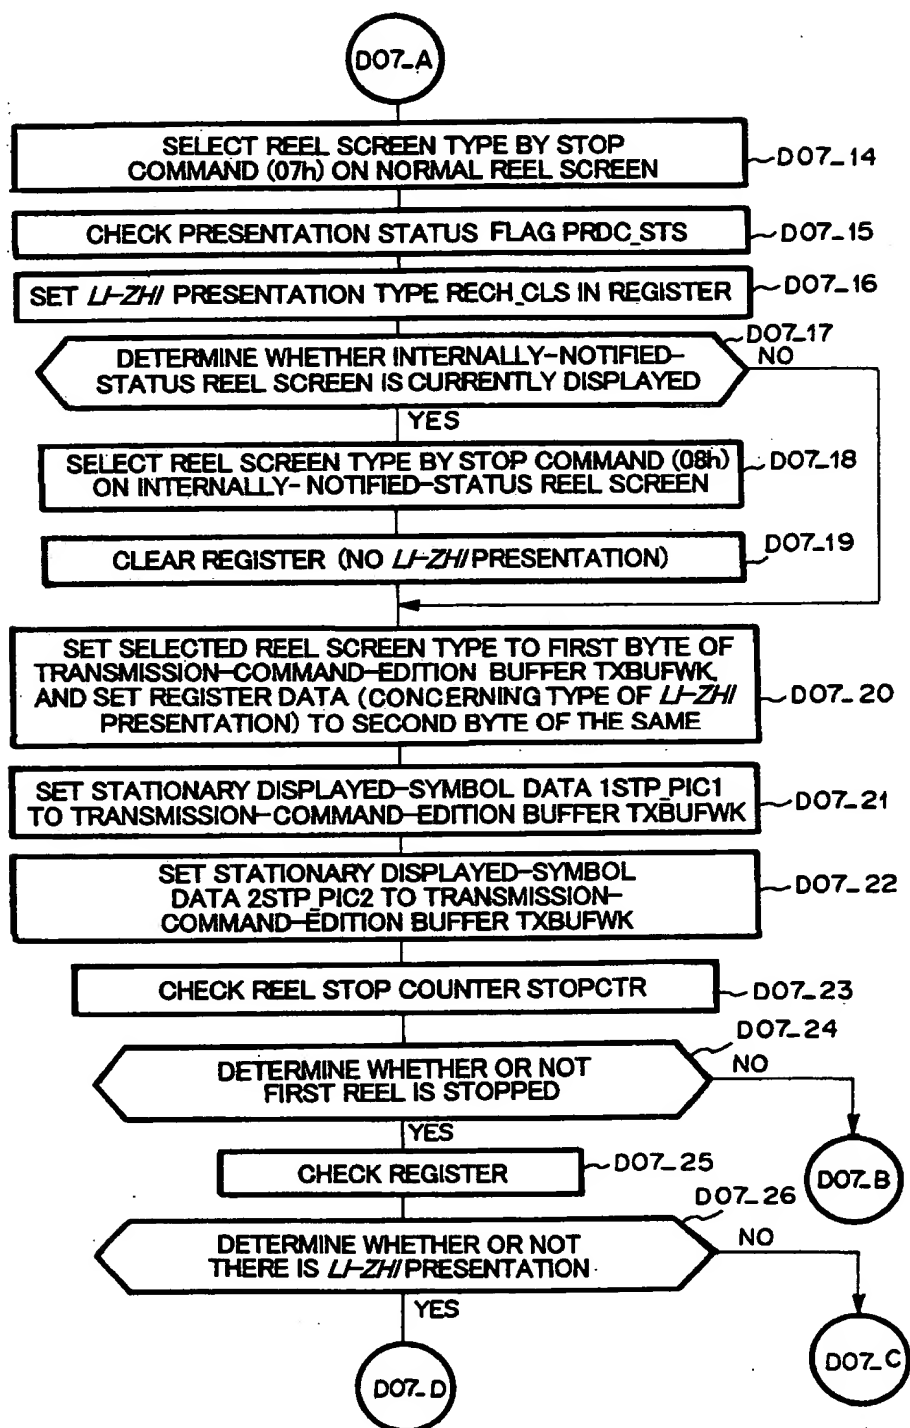 D07_A
SELECT REEL SCREEN TYPE BY STOP
COMMAND (07h) ON NORMAL REEL SCREEN
D07_14
CHECK PRESENTATION STATUS FLAG PRDC_STS
D07_15
SET LI-ZHI PRESENTATION TYPE RECH_CLS IN REGISTER
D07_16
D07_17
DETERMINE WHETHER INTERNALLY-NOTIFIED-
STATUS REEL SCREEN IS CURRENTLY DISPLAYED
NO
YES
SELECT REEL SCREEN TYPE BY STOP COMMAND (08h)
ON INTERNALLY-NOTIFIED-STATUS REEL SCREEN
D07_18
CLEAR REGISTER (NO LI-ZHI PRESENTATION)
D07_19
SET SELECTED REEL SCREEN TYPE TO FIRST BYTE OF
TRANSMISSION-COMMAND-EDITION BUFFER TXBUFWK,
AND SET REGISTER DATA (CONCERNING TYPE OF LI-ZHI
PRESENTATION) TO SECOND BYTE OF THE SAME
D07_20
SET STATIONARY DISPLAYED-SYMBOL DATA 1STP_PIC1
TO TRANSMISSION-COMMAND-EDITION BUFFER TXBUFWK
D07_21
SET STATIONARY DISPLAYED-SYMBOL
DATA 2STP_PIC2 TO TRANSMISSION-
COMMAND-EDITION BUFFER TXBUFWK
D07_22
CHECK REEL STOP COUNTER STOPCTR
D07_23
D07_24
DETERMINE WHETHER OR NOT
FIRST REEL IS STOPPED
NO
YES
CHECK REGISTER
D07_25
D07_B
D07_26
DETERMINE WHETHER OR NOT
THERE IS LI-ZHI PRESENTATION
NO
YES
D07_C
D07_D